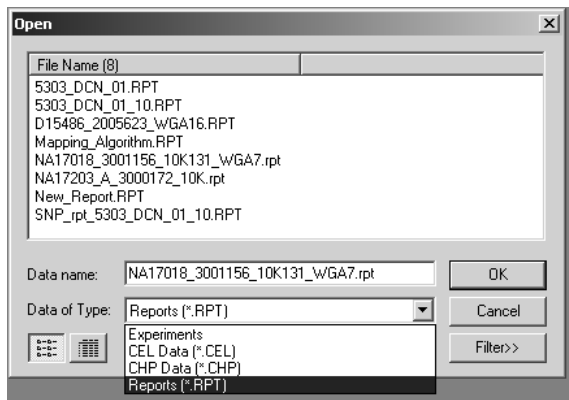 Open
File Name (8)
5303_DCN_01.RPT
5303_DCN_01_10.RPT
D15486_2005623_WGA16.RPT
Mapping_Algorithm.RPT
NA17018_3001156_10K131_WGA7.rpt
NA17203_A_3000172_10K.rpt
New_Report.RPT
SNP_rpt_5303_DCN_01_10.RPT
Data name: NA17018_3001156_10K131_WGA7.rpt OK
Data of Type: Reports (*.RPT) Cancel
Experiments
CEL Data (*.CEL)
CHP Data (*.CHP)
Reports (*.RPT)
Filter>>